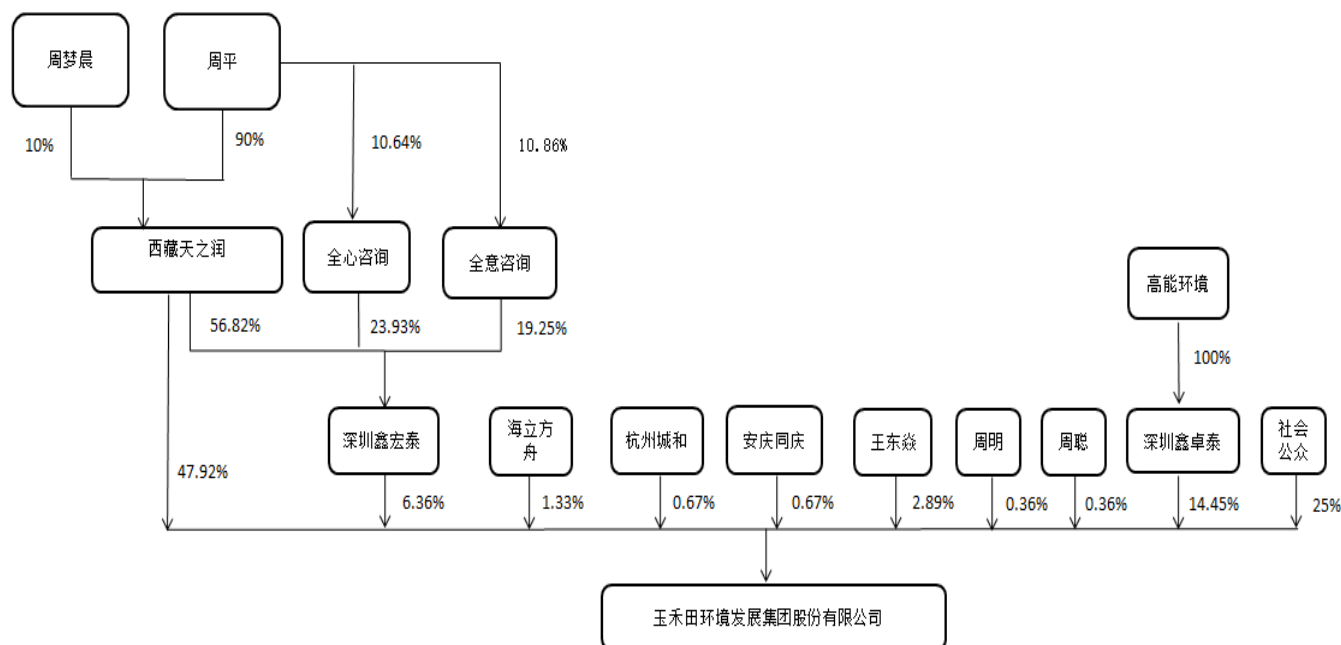 周梦晨
周平
10%
90%
10.64%
10.86%
西藏天之润
全心咨询
全意咨询
高能环境
56.82%
23.93%
19.25%
100%
深圳鑫宏泰
海立方
舟
杭州城和
安庆同庆
王东焱
周明
周聪
深圳鑫卓泰
社会
公众
47.92%
6.36%
1.33%
0.67%
0.67%
2.89%
0.36%
0.36%
14.45%
25%
玉禾田环境发展集团股份有限公司